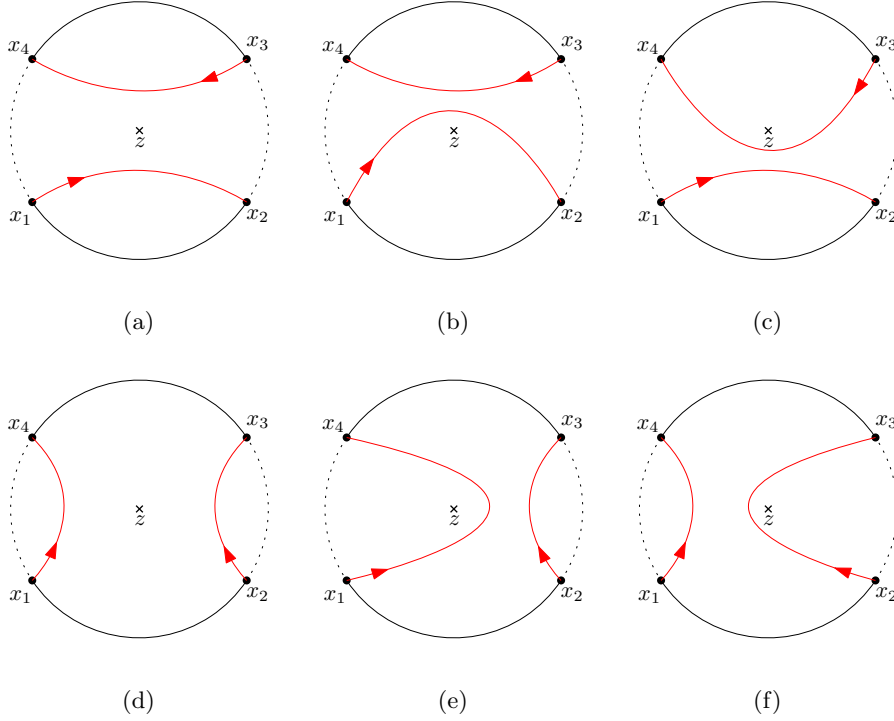 x₄ x₃ x₄ x₃ x₄ x₃
z z z
x₁ x₂ x₁ x₂ x₁ x₂
(a) (b) (c)
x₄ x₃ x₄ x₃ x₄ x₃
z z z
x₁ x₂ x₁ x₂ x₁ x₂
(d) (e) (f)